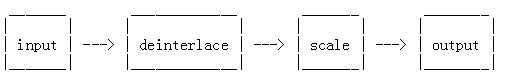 input ---> deinterlace ---> scale ---> output